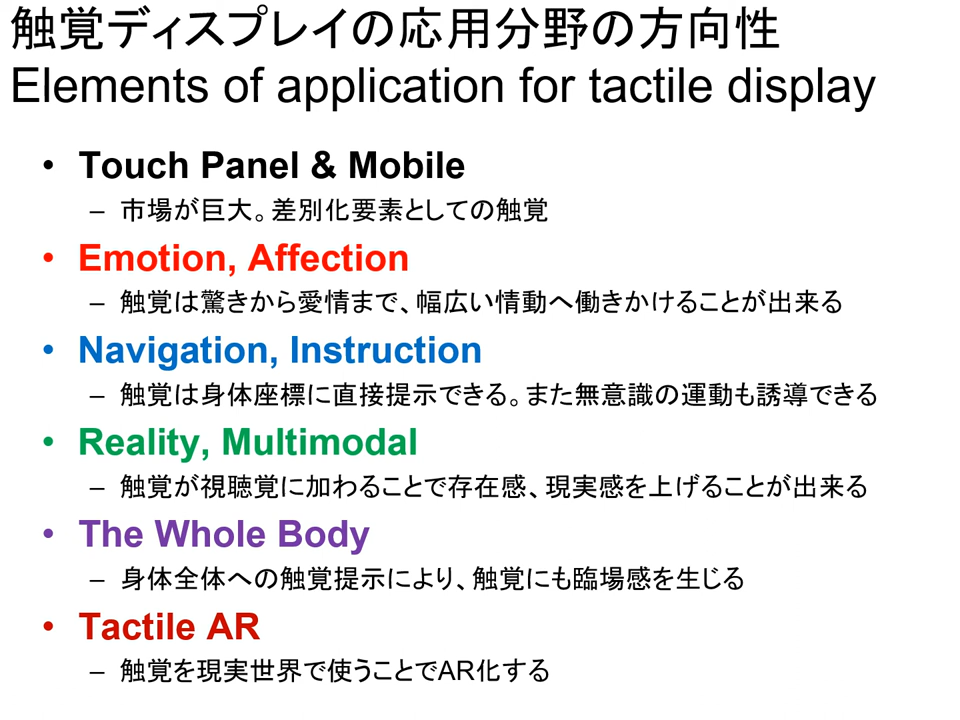 触覚ディスプレイの応用分野の方向性
Elements of application for tactile display
• Touch Panel & Mobile
– 市場が巨大。差別化要素としての触覚
• Emotion, Affection
– 触覚は驚きから愛情まで、幅広い情動へ働きかけることが出来る
• Navigation, Instruction
– 触覚は身体座標に直接提示できる。また無意識の運動も誘導できる
• Reality, Multimodal
– 触覚が視聴覚に加わることで存在感、現実感を上げることが出来る
• The Whole Body
– 身体全体への触覚提示により、触覚にも臨場感を生じる
• Tactile AR
– 触覚を現実世界で使うことでAR化する